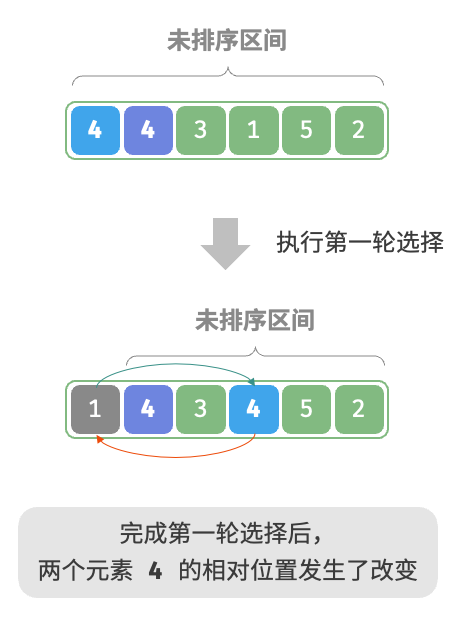 未排序区间
4 4 3 1 5 2
执行第一轮选择
未排序区间
1 4 3 4 5 2
完成第一轮选择后，
两个元素 4 的相对位置发生了改变